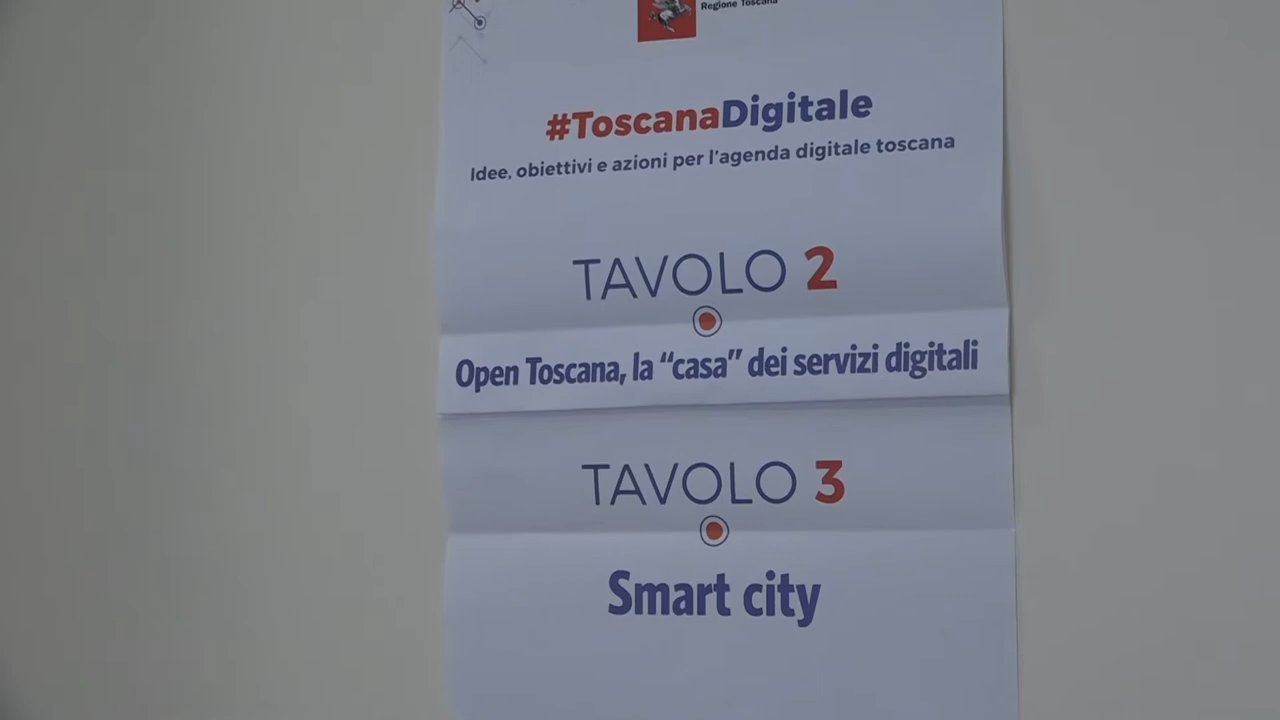 Regione Toscana
#ToscanaDigitale
Idee, obiettivi e azioni per l'agenda digitale toscana
TAVOLO 2
Open Toscana, la “casa” dei servizi digitali
TAVOLO 3
Smart city